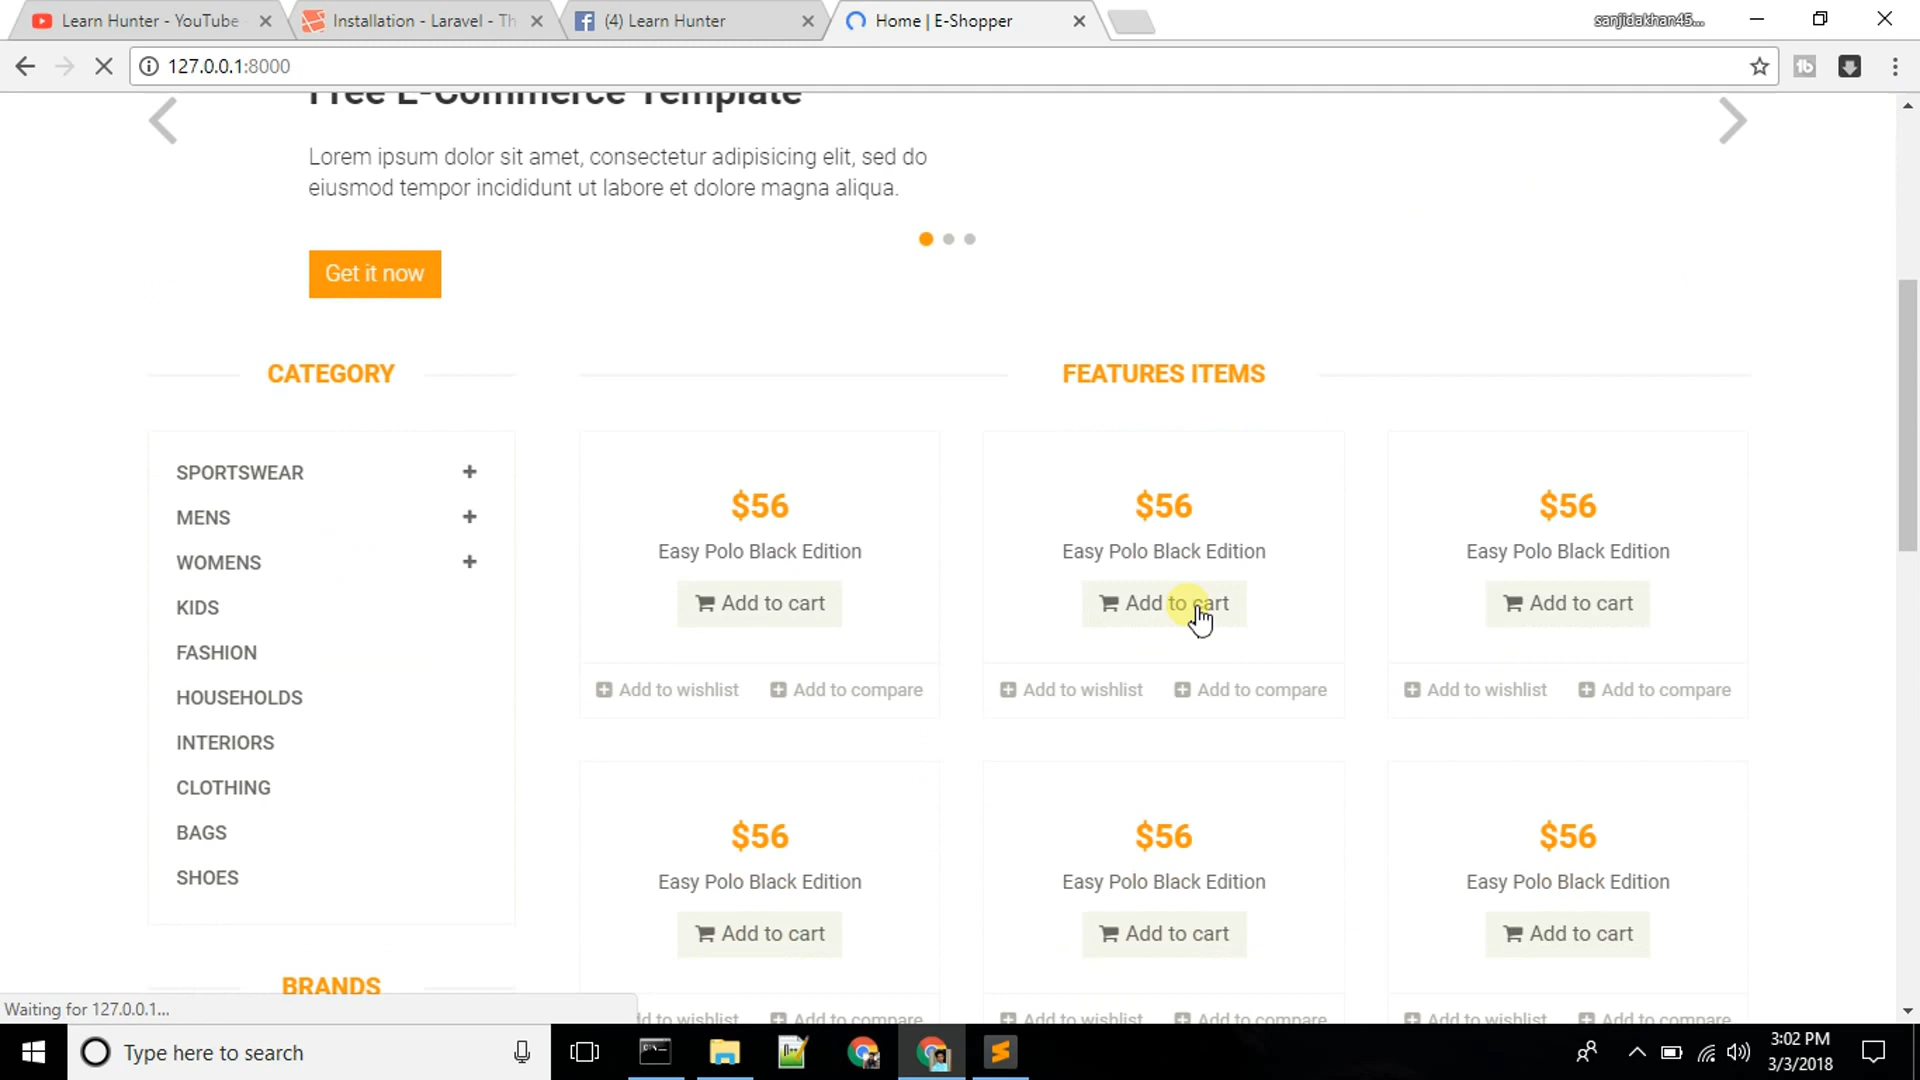 Learn Hunter - YouTube
Installation - Laravel - Th
(4) Learn Hunter
Home | E-Shopper
sanjidakhan45...
127.0.0.1:8000
Free E-Commerce Template
Lorem ipsum dolor sit amet, consectetur adipisicing elit, sed do
eiusmod tempor incididunt ut labore et dolore magna aliqua.
Get it now
CATEGORY
FEATURES ITEMS
SPORTSWEAR
MENS
WOMENS
KIDS
FASHION
HOUSEHOLDS
INTERIORS
CLOTHING
BAGS
SHOES
BRANDS
$56 $56 $56
Easy Polo Black Edition Easy Polo Black Edition Easy Polo Black Edition
Add to cart Add to cart Add to cart
Add to wishlist Add to compare Add to wishlist Add to compare Add to wishlist Add to compare
$56 $56 $56
Easy Polo Black Edition Easy Polo Black Edition Easy Polo Black Edition
Add to cart Add to cart Add to cart
dd to wishlist Add to compare Add to wishlist Add to compare Add to wishlist Add to compare
Waiting for 127.0.0.1...
Type here to search
3:02 PM
3/3/2018